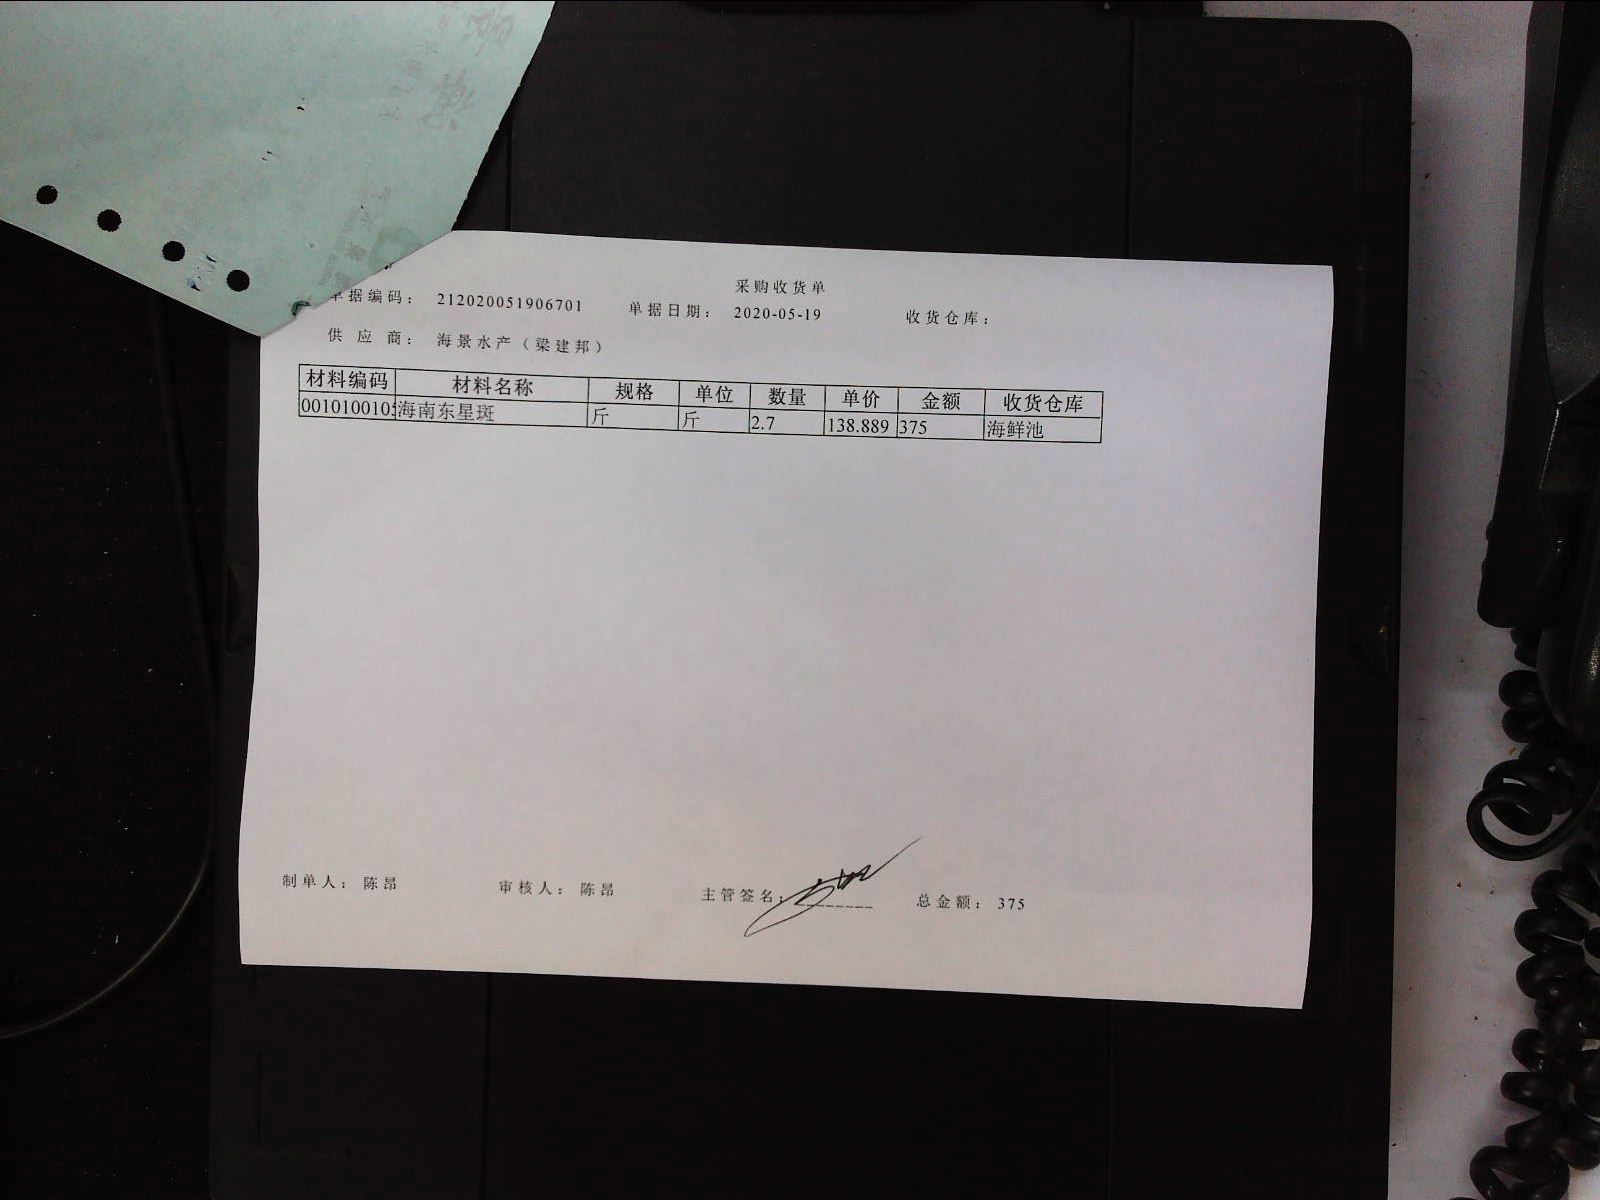 采购收货单
单据编码： 212020051906701 单据日期： 2020-05-19 收货仓库：
供 应 商： 海景水产（梁建邦）
材料编码 材料名称 规格 单位 数量 单价 金额 收货仓库
001010010 海南东星斑 斤 斤 2.7 138.889 375 海鲜池
制单人： 陈昂 审核人： 陈昂 主管签名： 总金额： 375